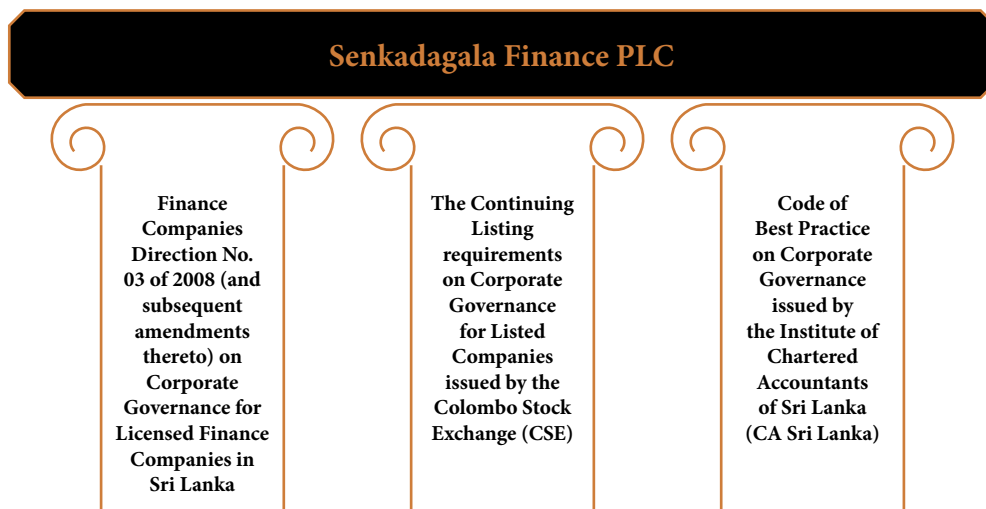 Senkadagala Finance PLC
Finance
Companies
Direction No.
03 of 2008 (and
subsequent
amendments
thereto) on
Corporate
Governance for
Licensed Finance
Companies in
Sri Lanka
The Continuing
Listing
requirements
on Corporate
Governance
for Listed
Companies
issued by the
Colombo Stock
Exchange (CSE)
Code of
Best Practice
on Corporate
Governance
issued by
the Institute of
Chartered
Accountants
of Sri Lanka
(CA Sri Lanka)